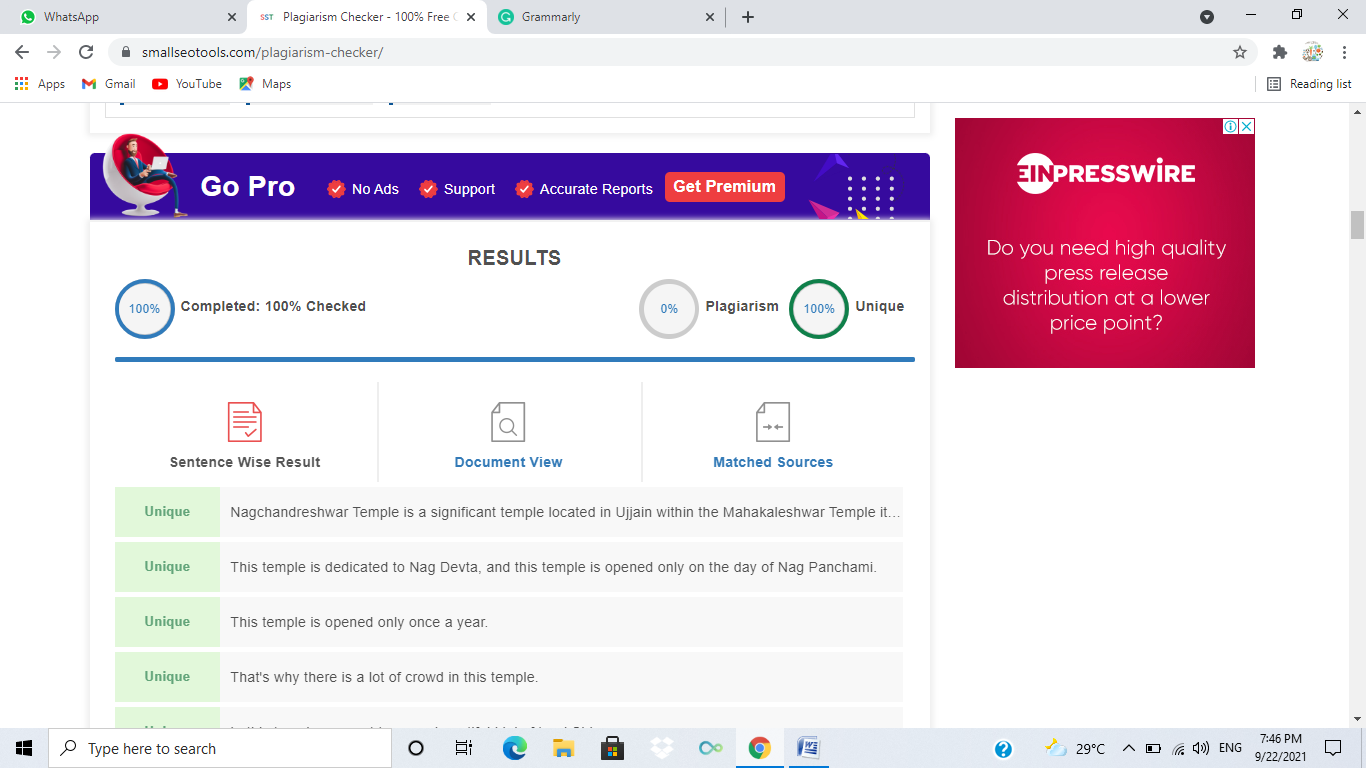 WhatsApp
SST Plagiarism Checker - 100% Free
Grammarly
smallseotools.com/plagiarism-checker/
Apps Gmail YouTube Maps Reading list
Go Pro No Ads Support Accurate Reports Get Premium
EINPRESSWIRE
Do you need high quality
press release
distribution at a lower
price point?
RESULTS
100% Completed: 100% Checked 0% Plagiarism 100% Unique
Sentence Wise Result Document View Matched Sources
Unique Nagchandreshwar Temple is a significant temple located in Ujjain within the Mahakaleshwar Temple it...
Unique This temple is dedicated to Nag Devta, and this temple is opened only on the day of Nag Panchami.
Unique This temple is opened only once a year.
Unique That's why there is a lot of crowd in this temple.
Type here to search
29°C ENG 7:46 PM
9/22/2021